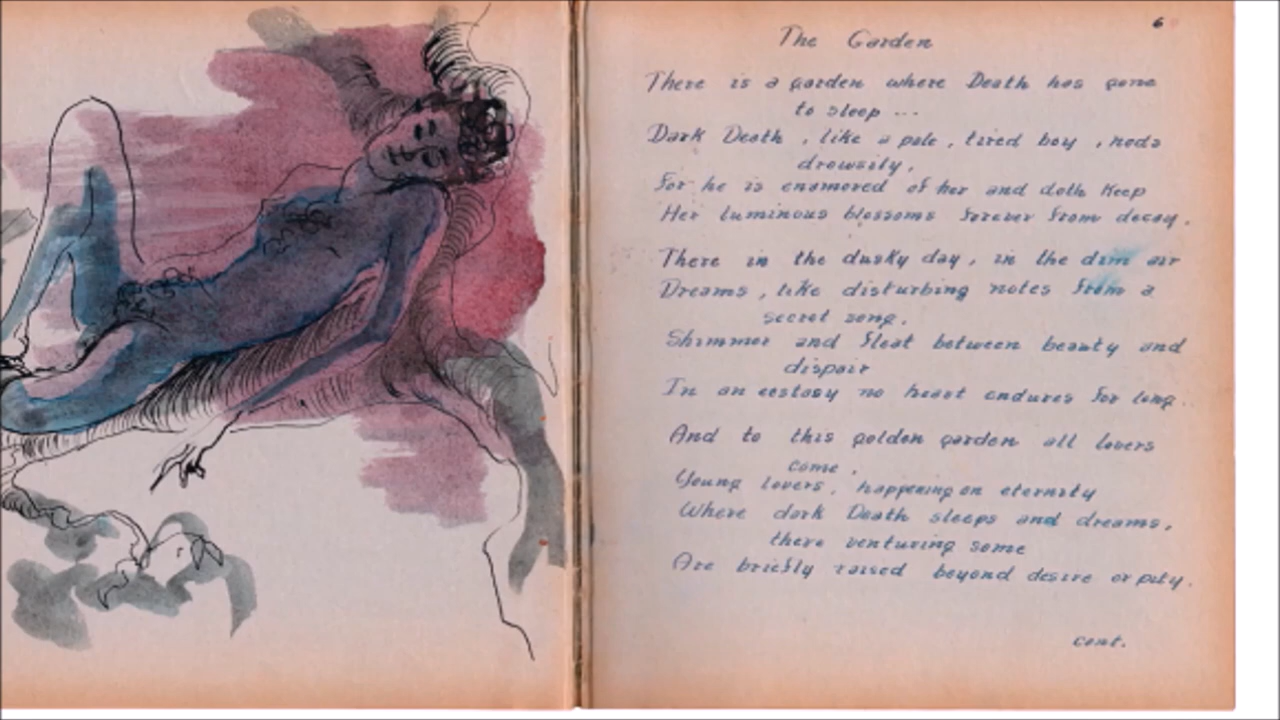 6
The Garden
There is a garden where Death has gone
to sleep ...
Dark Death, like a pale, tired boy, nods
drowsily,
For he is enamored of her and doth keep
Her luminous blossoms forever from decay.
There in the dusky day, in the dim air
Dreams, like disturbing notes from a
secret song,
Shimmer and float between beauty and
dispair
In an ecstasy no heart endures for long..
And to this golden garden all lovers
come,
Young lovers, happening on eternity
Where dark Death sleeps and dreams,
there venturing some
Are briefly raised beyond desire or pity.
cont.